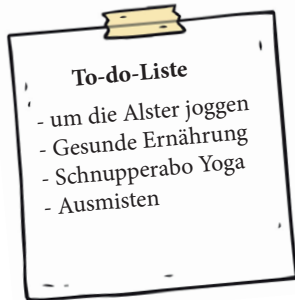 To-do-Liste
- um die Alster joggen
- Gesunde Ernährung
- Schnupperabo Yoga
- Ausmisten